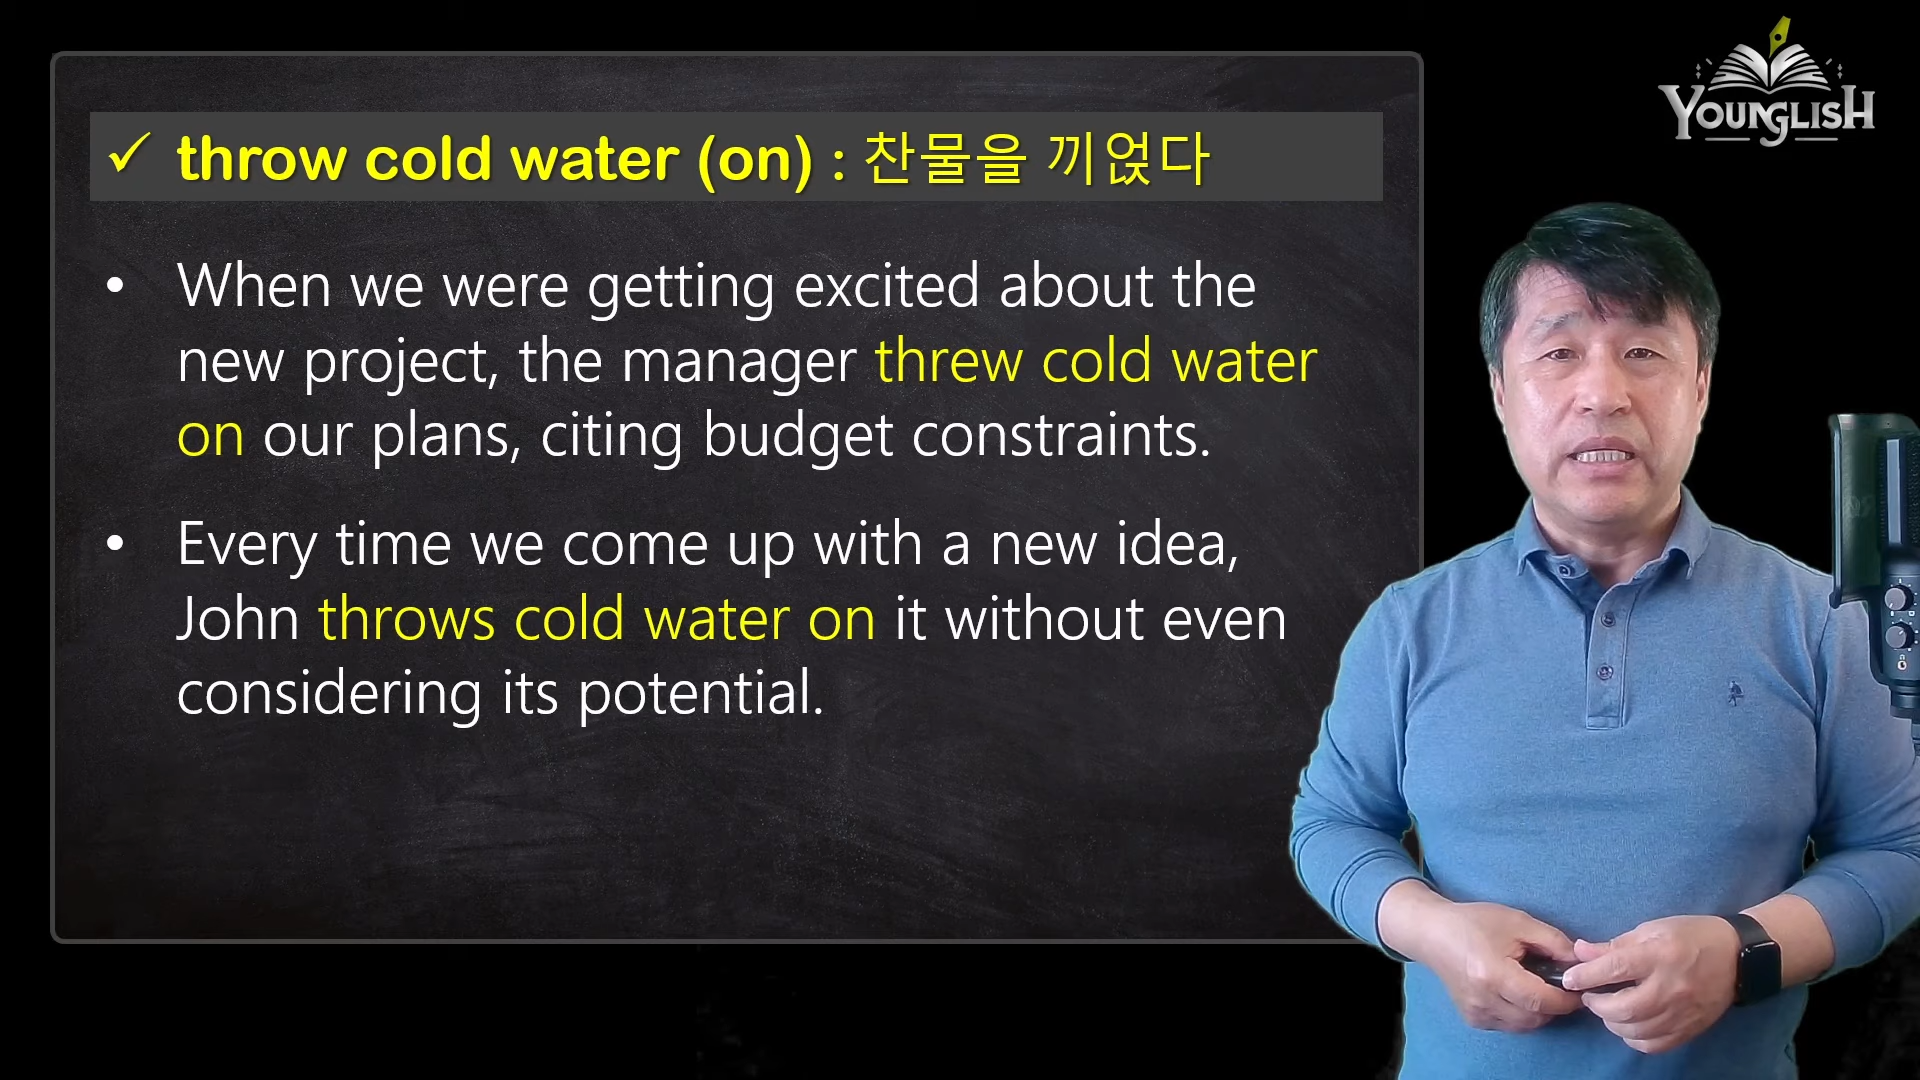 YOUNGLISH
✓ throw cold water (on) : 찬물을 끼얹다
• When we were getting excited about the
new project, the manager threw cold water
on our plans, citing budget constraints.
• Every time we come up with a new idea,
John throws cold water on it without even
considering its potential.